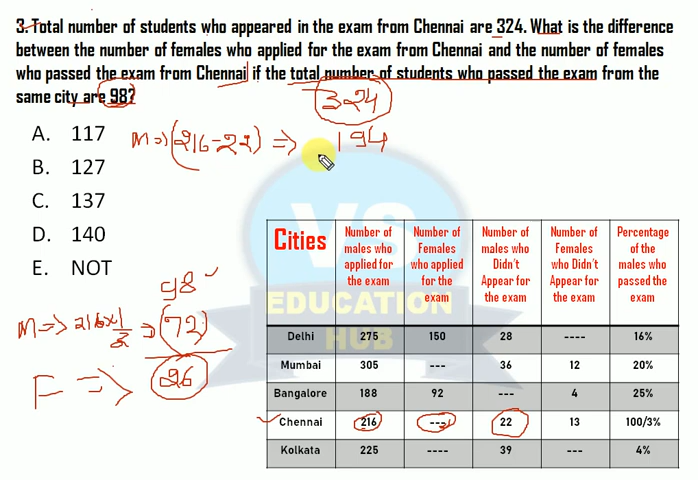 3. Total number of students who appeared in the exam from Chennai are 324. What is the difference
between the number of females who applied for the exam from Chennai and the number of females
who passed the exam from Chennai if the total number of students who passed the exam from the
same city are 98?
324
A. 117
M=>(216-22) => 194
B. 127
C. 137
D. 140
E. NOT
98
M=> 216×1/3 => (72)
F => 26
VS
EDUCATION
HUB
Cities Number of males who applied for the exam Number of Females who applied for the exam Number of males who Didn't Appear for the exam Number of Females who Didn't Appear for the exam Percentage of the males who passed the exam
Delhi 275 150 28 ---- 16%
Mumbai 305 --- 36 12 20%
Bangalore 188 92 --- 4 25%
Chennai 216 --- 22 13 100/3%
Kolkata 225 ---- 39 --- 4%